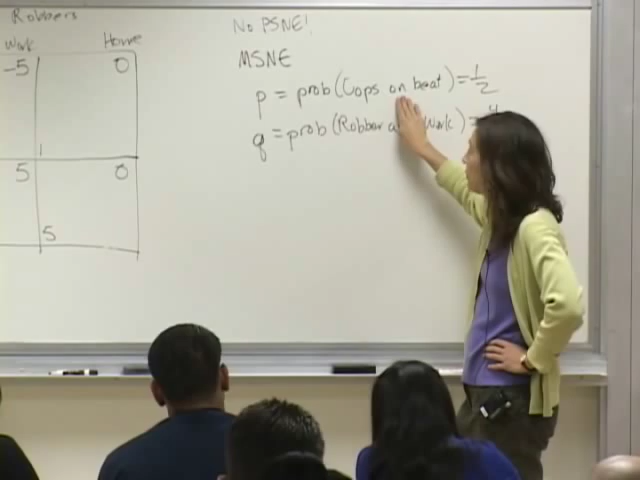 Robbers
Work Home
-5 0
1
5 0
5
No PSNE!
MSNE
p = prob(Cops on beat) = 1/2
q = prob(Robber Work) =